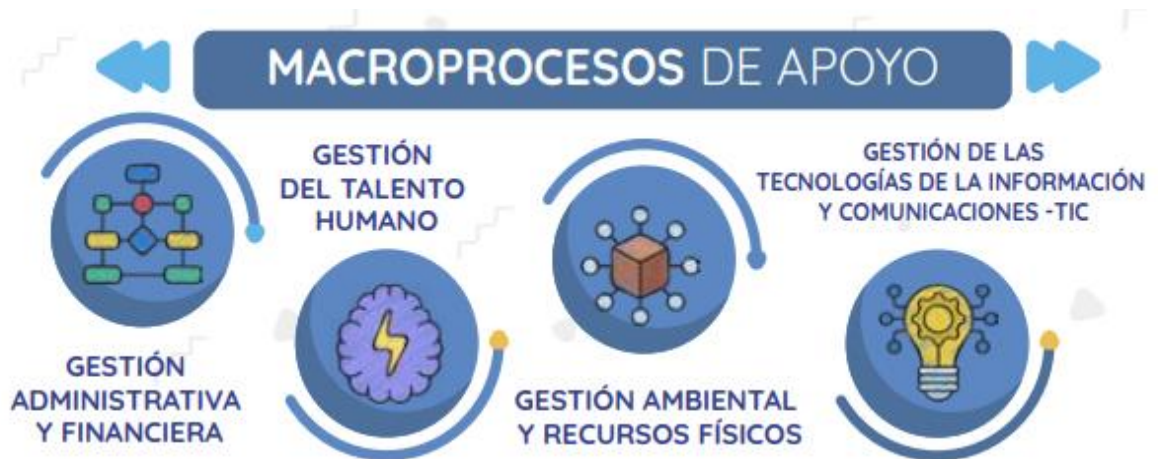 MACROPROCESOS DE APOYO
GESTIÓN
ADMINISTRATIVA
Y FINANCIERA
GESTIÓN
DEL TALENTO
HUMANO
GESTIÓN AMBIENTAL
Y RECURSOS FÍSICOS
GESTIÓN DE LAS
TECNOLOGÍAS DE LA INFORMACIÓN
Y COMUNICACIONES -TIC